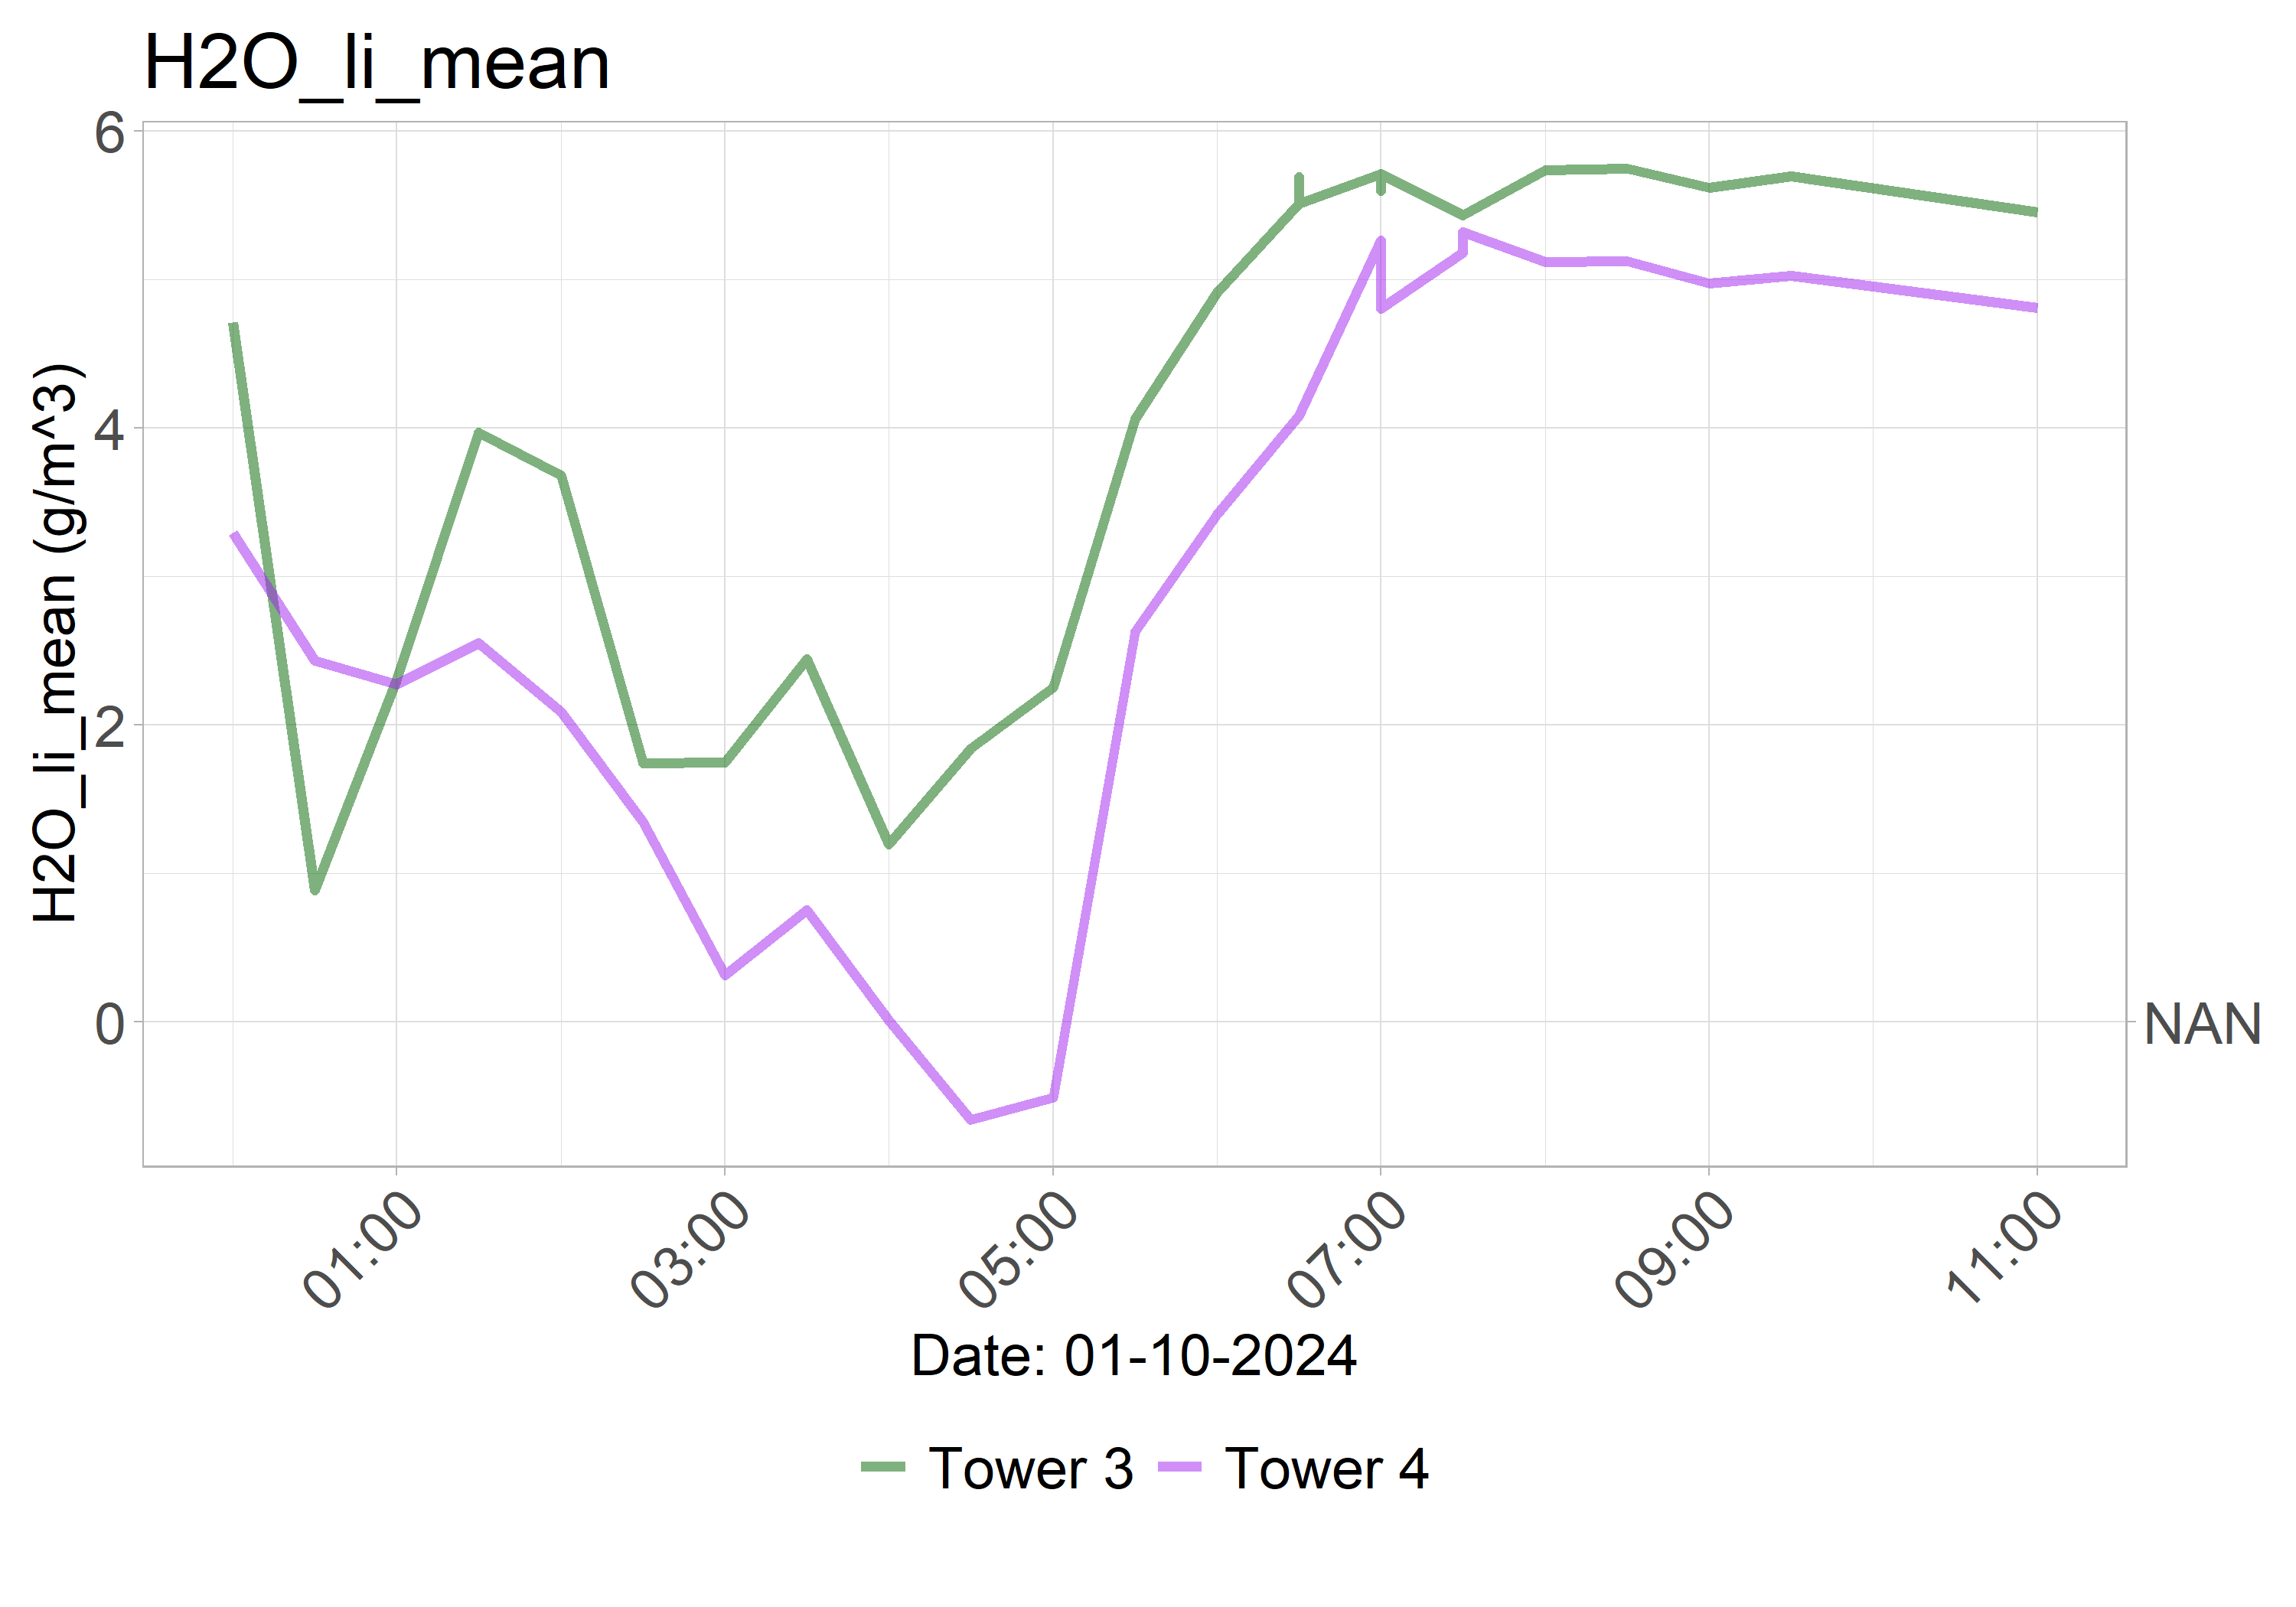 H2O_li_mean
H2O_li_mean (g/m^3)
6
4
2
0
NAN
01:00
03:00
05:00
07:00
09:00
11:00
Date: 01-10-2024
Tower 3
Tower 4